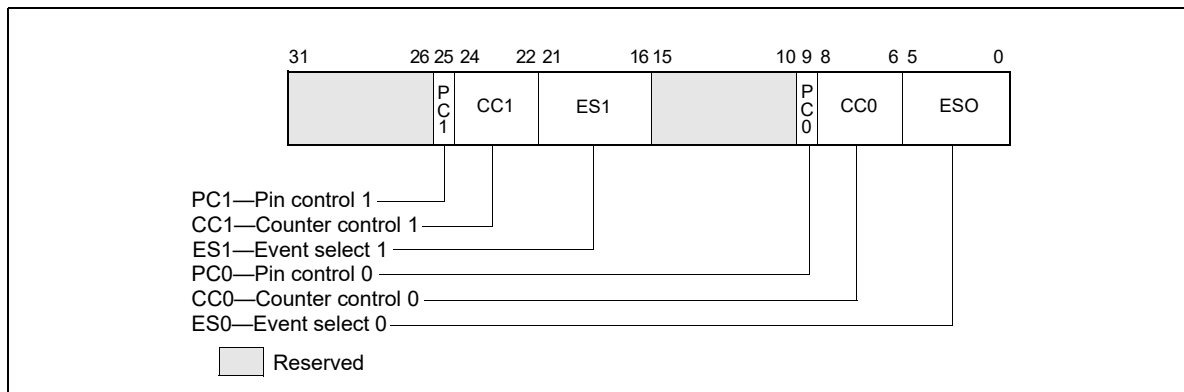 31 26 25 24 22 21 16 15 10 9 8 6 5 0
PC1 CC1 ES1 PC0 CC0 ESO
PC1—Pin control 1
CC1—Counter control 1
ES1—Event select 1
PC0—Pin control 0
CC0—Counter control 0
ES0—Event select 0
Reserved